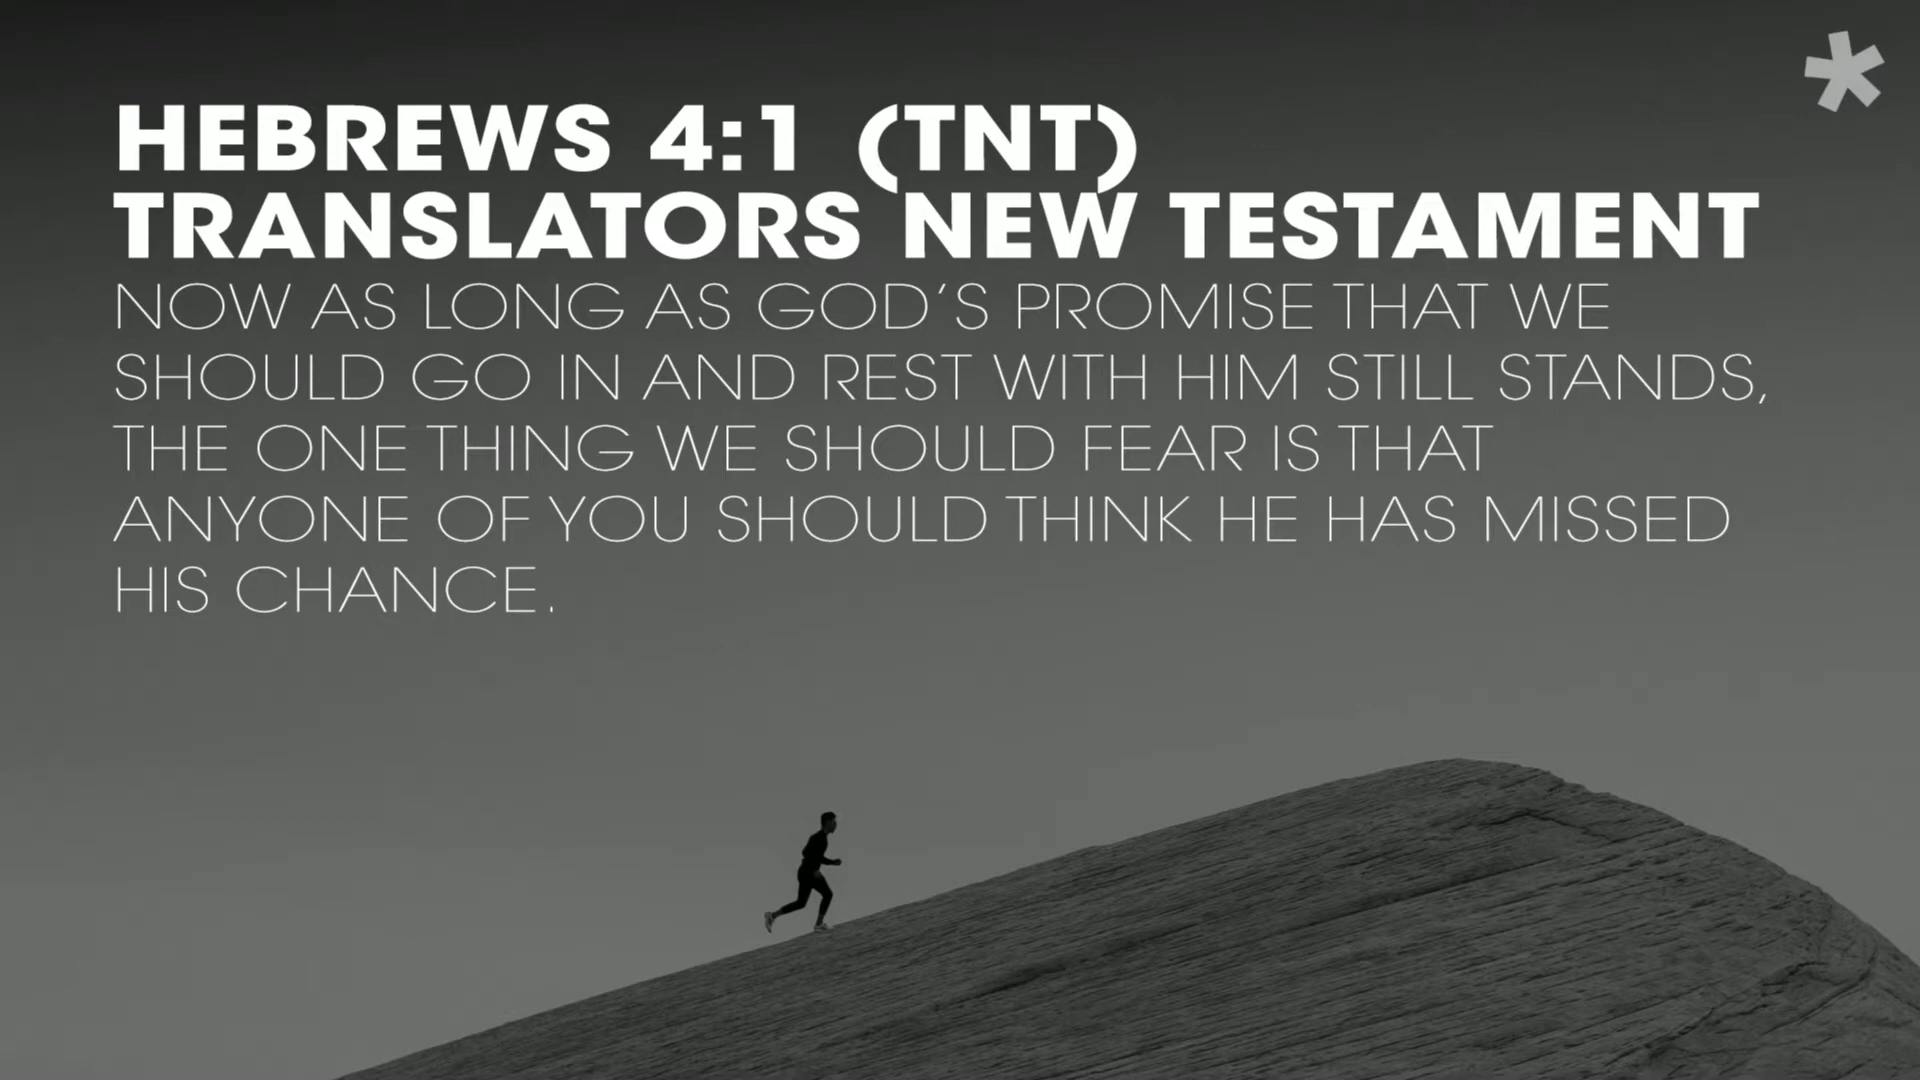 HEBREWS 4:1 (TNT)
TRANSLATORS NEW TESTAMENT
NOW AS LONG AS GOD'S PROMISE THAT WE
SHOULD GO IN AND REST WITH HIM STILL STANDS,
THE ONE THING WE SHOULD FEAR IS THAT
ANYONE OF YOU SHOULD THINK HE HAS MISSED
HIS CHANCE.